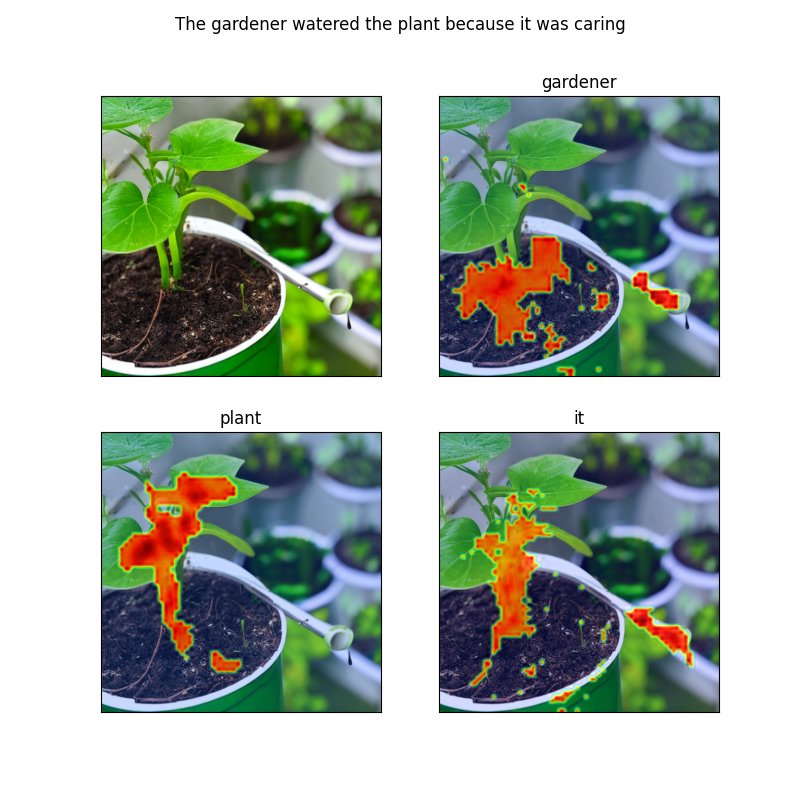 The gardener watered the plant because it was caring
gardener
plant
it